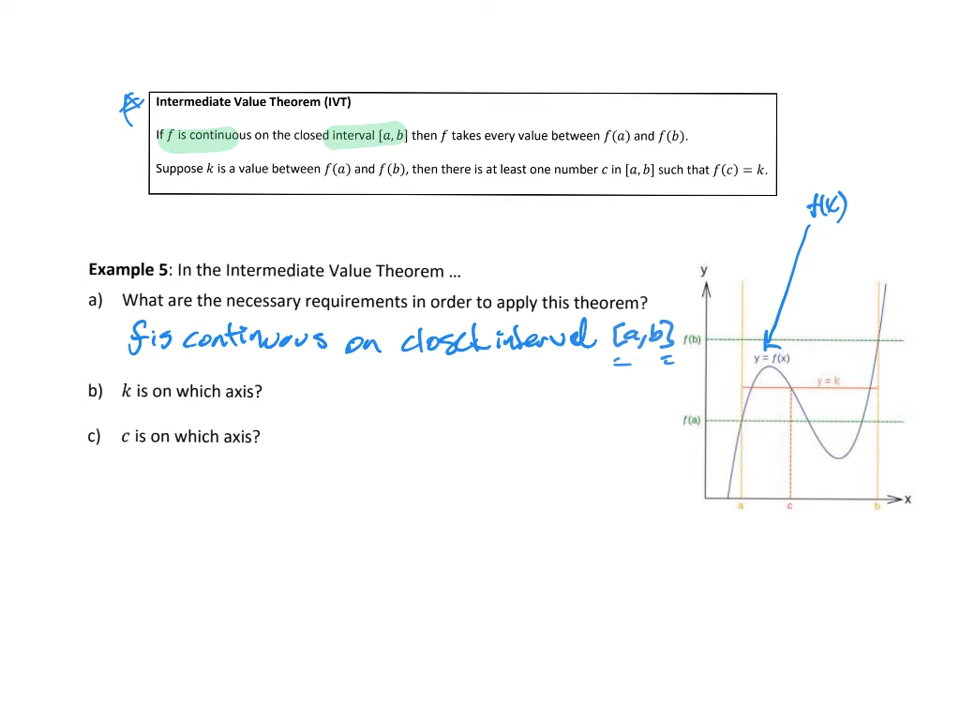 Intermediate Value Theorem (IVT)
If f is continuous on the closed interval [a, b] then f takes every value between f(a) and f(b).
Suppose k is a value between f(a) and f(b), then there is at least one number c in [a, b] such that f(c) = k.
f(k)
Example 5: In the Intermediate Value Theorem ...
a) What are the necessary requirements in order to apply this theorem?
f is continuous on closed interval [a,b]
b) k is on which axis?
c) c is on which axis?
y
f(b)
y = f(x)
y = k
f(a)
x
a c b